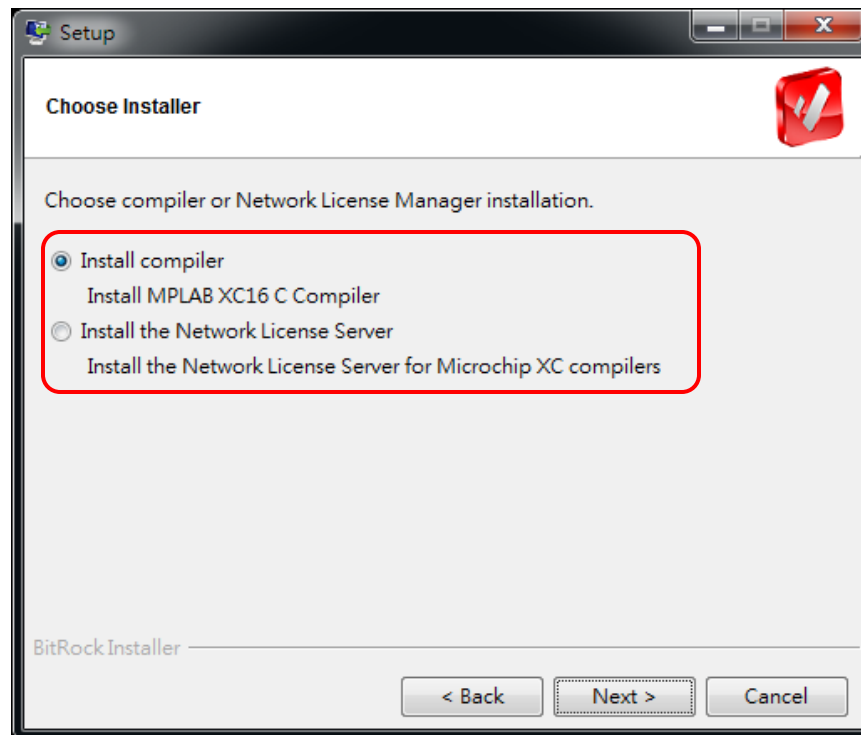 Setup
Choose Installer
Choose compiler or Network License Manager installation.
Install compiler
Install MPLAB XC16 C Compiler
Install the Network License Server
Install the Network License Server for Microchip XC compilers
BitRock Installer
< Back Next > Cancel